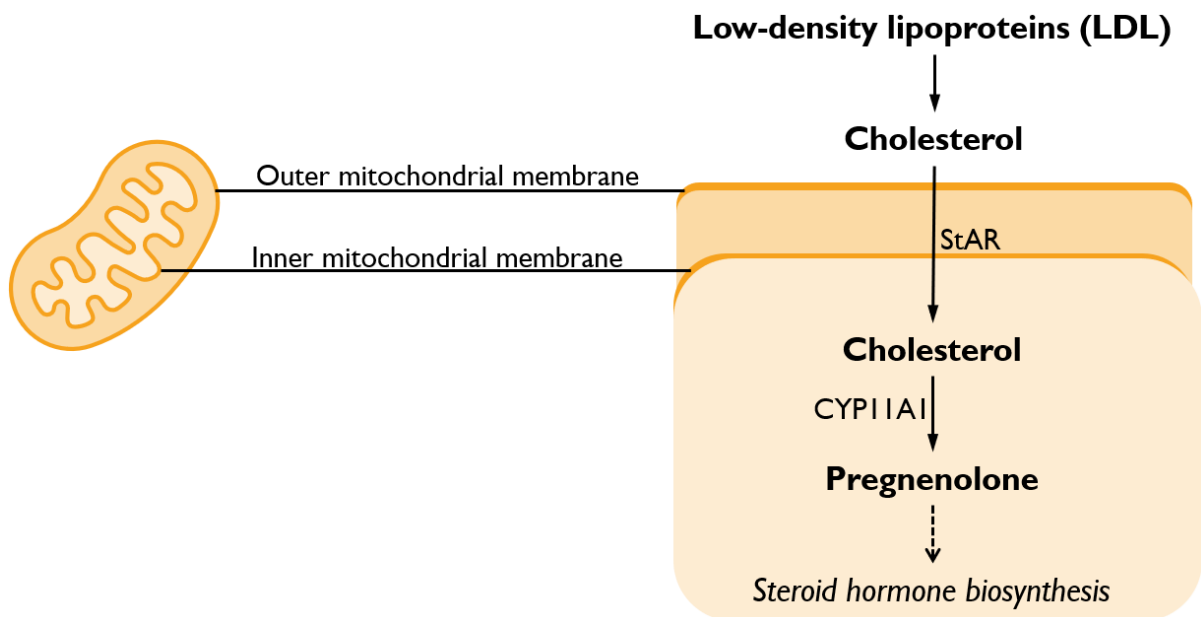 Low-density lipoproteins (LDL)
Cholesterol
Outer mitochondrial membrane
StAR
Inner mitochondrial membrane
Cholesterol
CYP11A1
Pregnenolone
Steroid hormone biosynthesis